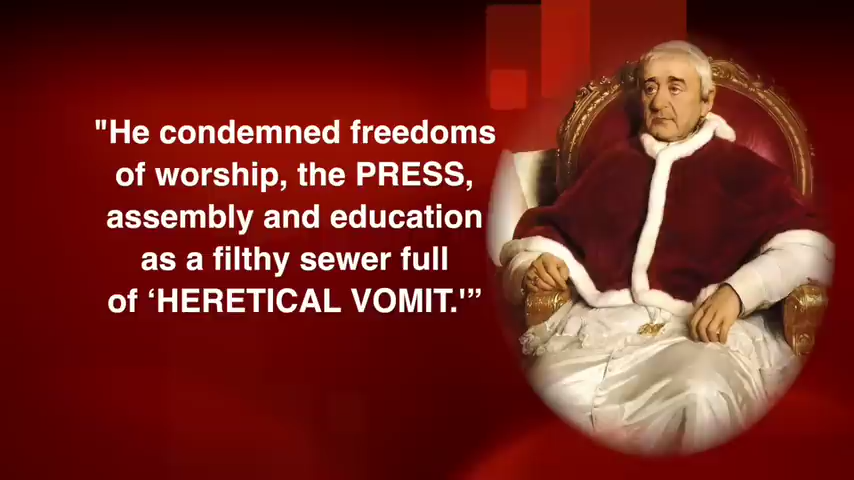 "He condemned freedoms
of worship, the PRESS,
assembly and education
as a filthy sewer full
of ‘HERETICAL VOMIT.'”